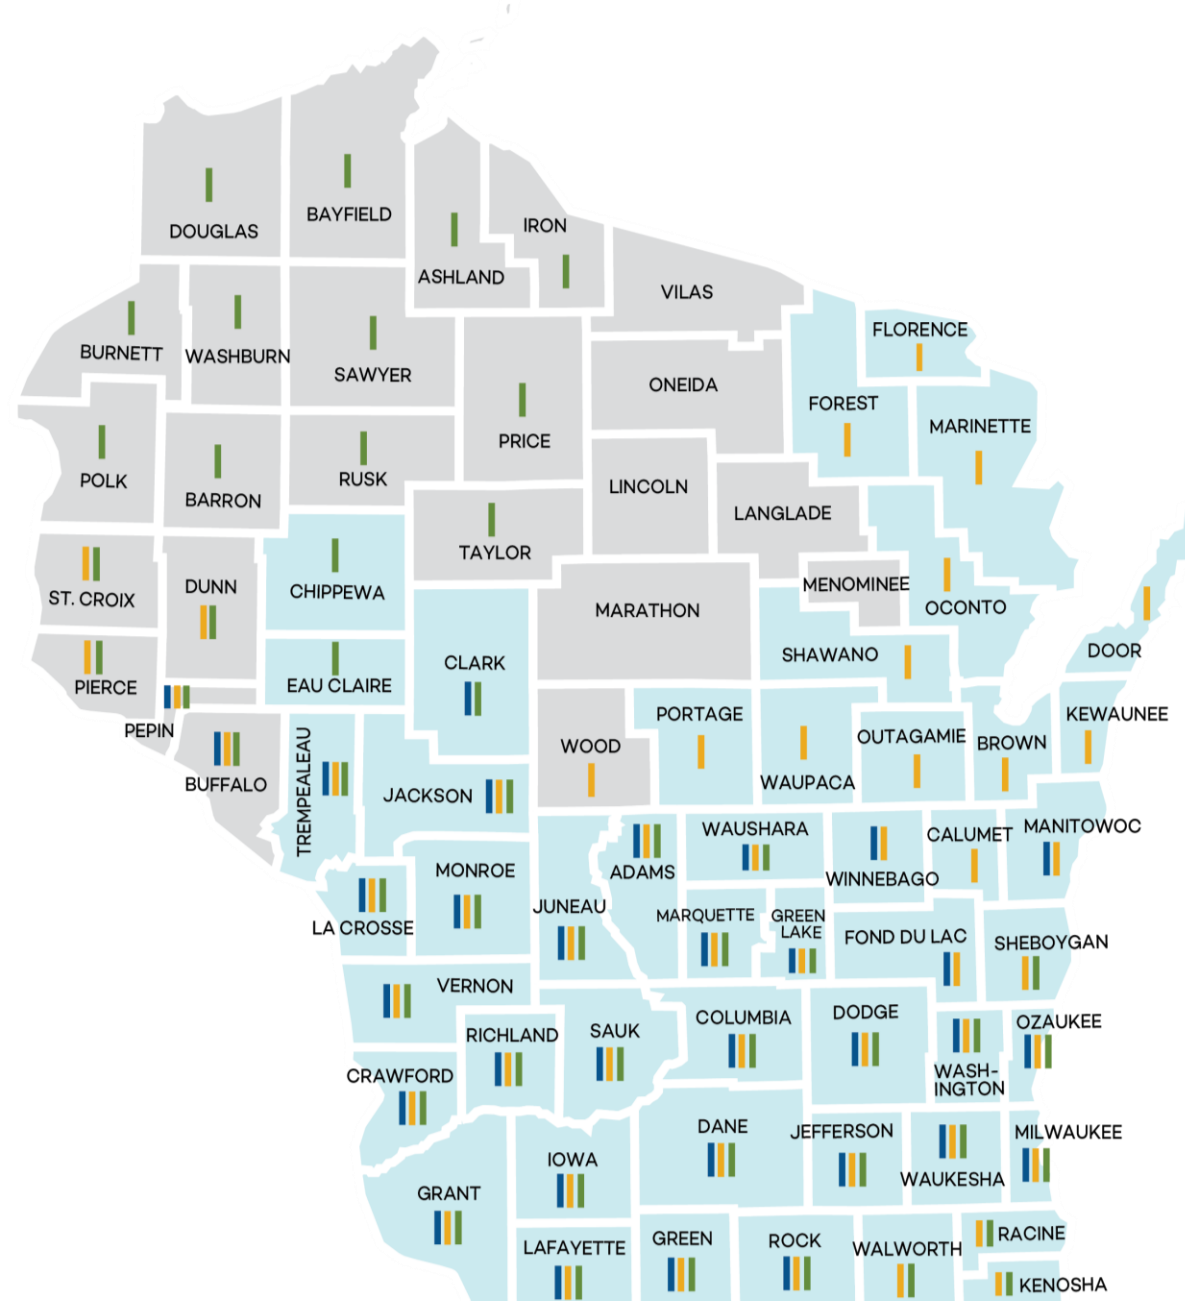 DOUGLAS
BAYFIELD
ASHLAND
IRON
VILAS
FLORENCE
BURNETT
WASHBURN
SAWYER
PRICE
ONEIDA
FOREST
MARINETTE
POLK
BARRON
RUSK
LINCOLN
LANGLADE
TAYLOR
ST. CROIX
DUNN
CHIPPEWA
MARATHON
MENOMINEE
OCONTO
DOOR
PIERCE
EAU CLAIRE
CLARK
SHAWANO
PEPIN
BUFFALO
TREMPEALEAU
JACKSON
WOOD
PORTAGE
WAUPACA
OUTAGAMIE
BROWN
KEWAUNEE
LA CROSSE
MONROE
JUNEAU
ADAMS
WAUSHARA
WINNEBAGO
CALUMET
MANITOWOC
MARQUETTE
GREEN
LAKE
FOND DU LAC
SHEBOYGAN
VERNON
RICHLAND
SAUK
COLUMBIA
DODGE
WASH-
INGTON
OZAUKEE
CRAWFORD
GRANT
IOWA
DANE
JEFFERSON
WAUKESHA
MILWAUKEE
LAFAYETTE
GREEN
ROCK
WALWORTH
RACINE
KENOSHA